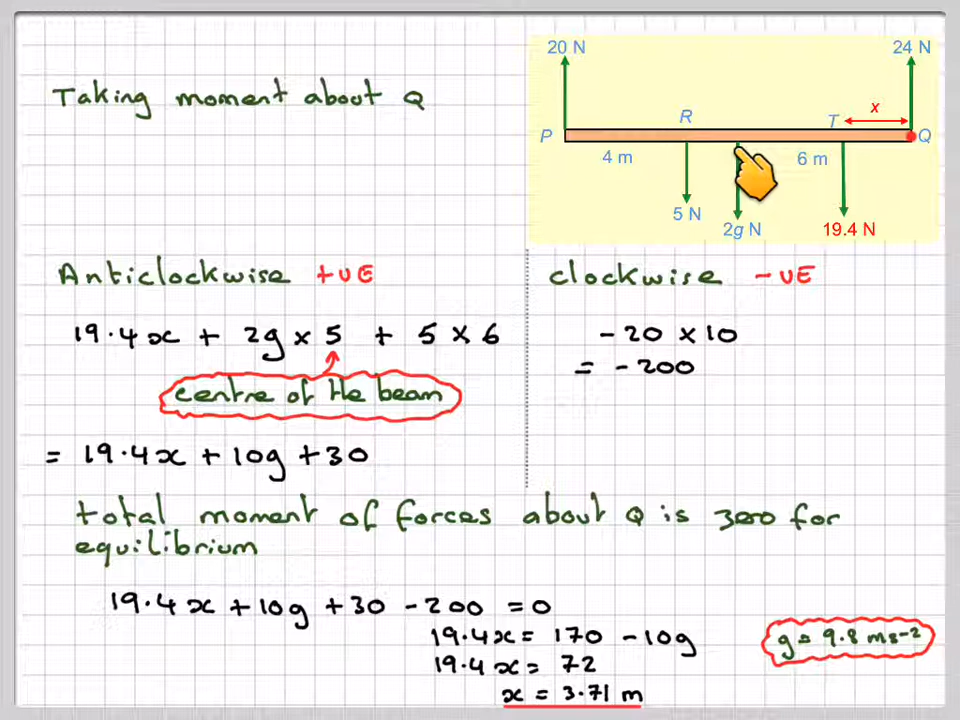 20 N
24 N
Taking moment about Q
P
R
T
x
Q
4 m
6 m
5 N
2g N
19.4 N
Anticlockwise +VE
clockwise -VE
19.4x + 2g × 5 + 5 × 6
centre of the beam
= 19.4x + 10g + 30
-20 × 10
= -200
total moment of forces about Q is zero for
equilibrium
19.4x + 10g + 30 - 200 = 0
19.4x = 170 - 10g
19.4x = 72
x = 3.71 m
g = 9.8 ms⁻²